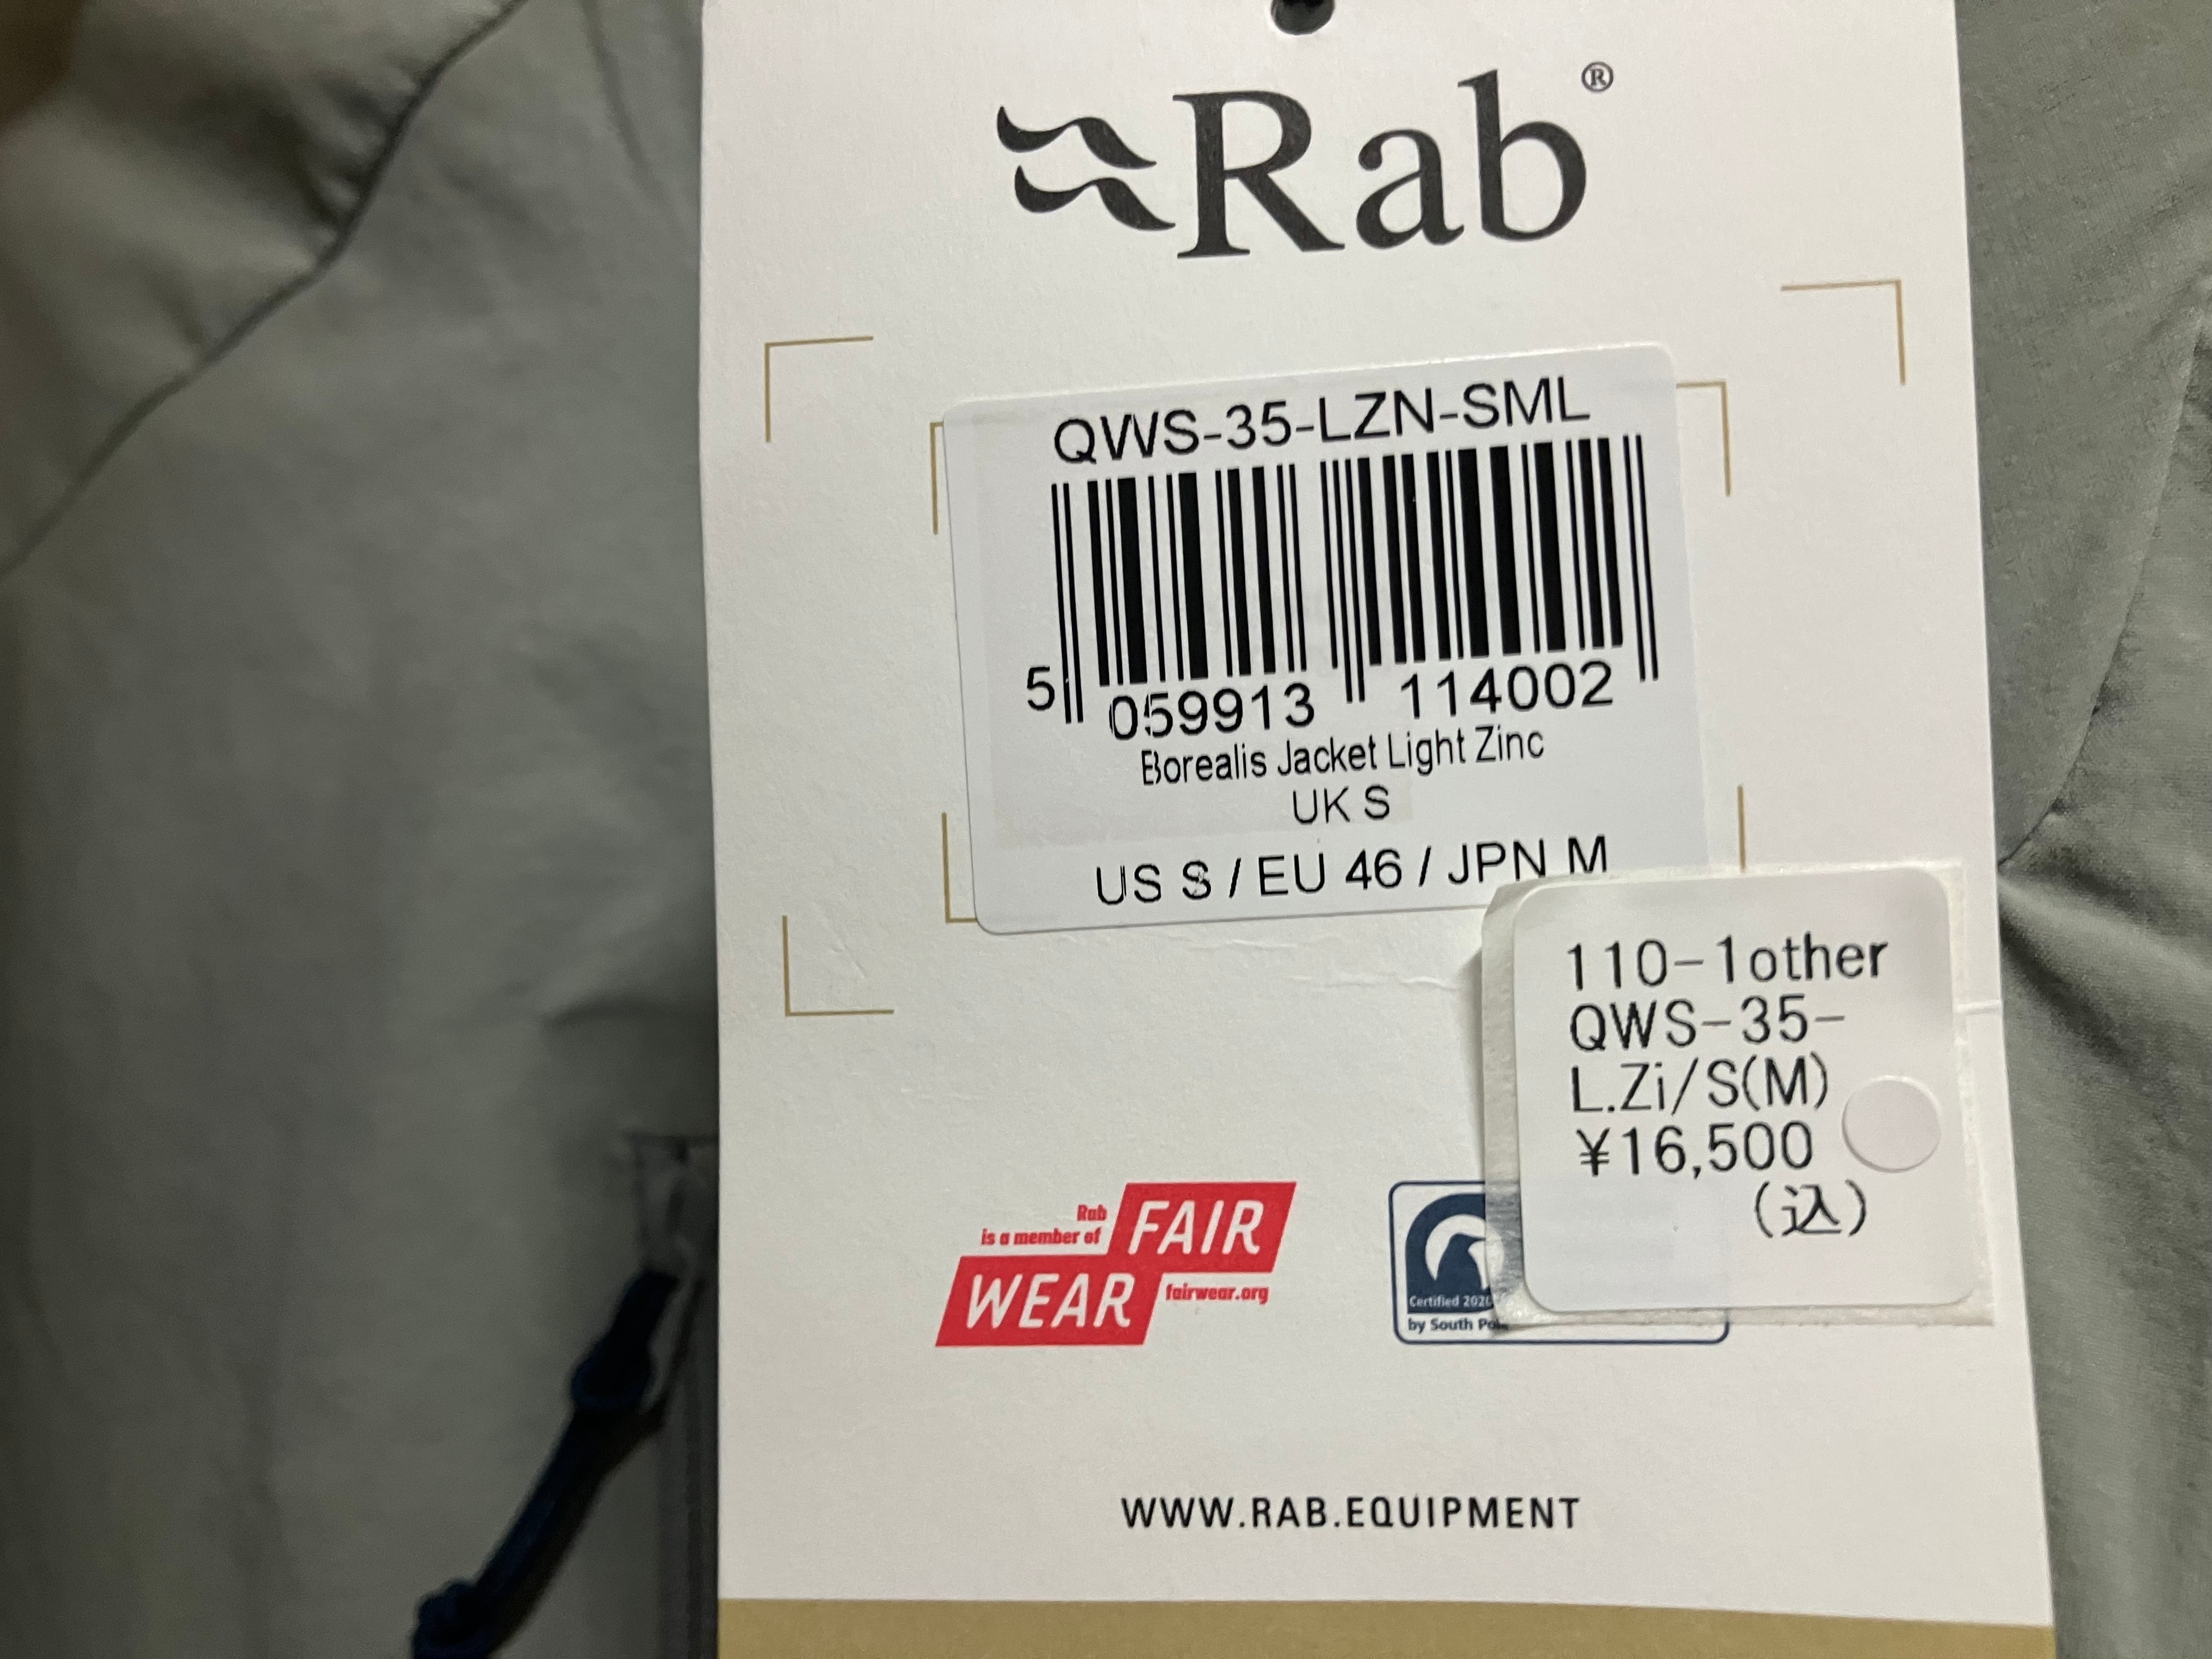 Rab®
QWS-35-LZN-SML
5 059913 114002
Borealis Jacket Light Zinc
UK S
US S / EU 46 / JPN M
110-1other
QWS-35-
L.Zi/S(M)
¥16,500
(込)
Rab
is a member of
FAIR
WEAR
fairwear.org
Certified
by South
WWW.RAB.EQUIPMENT